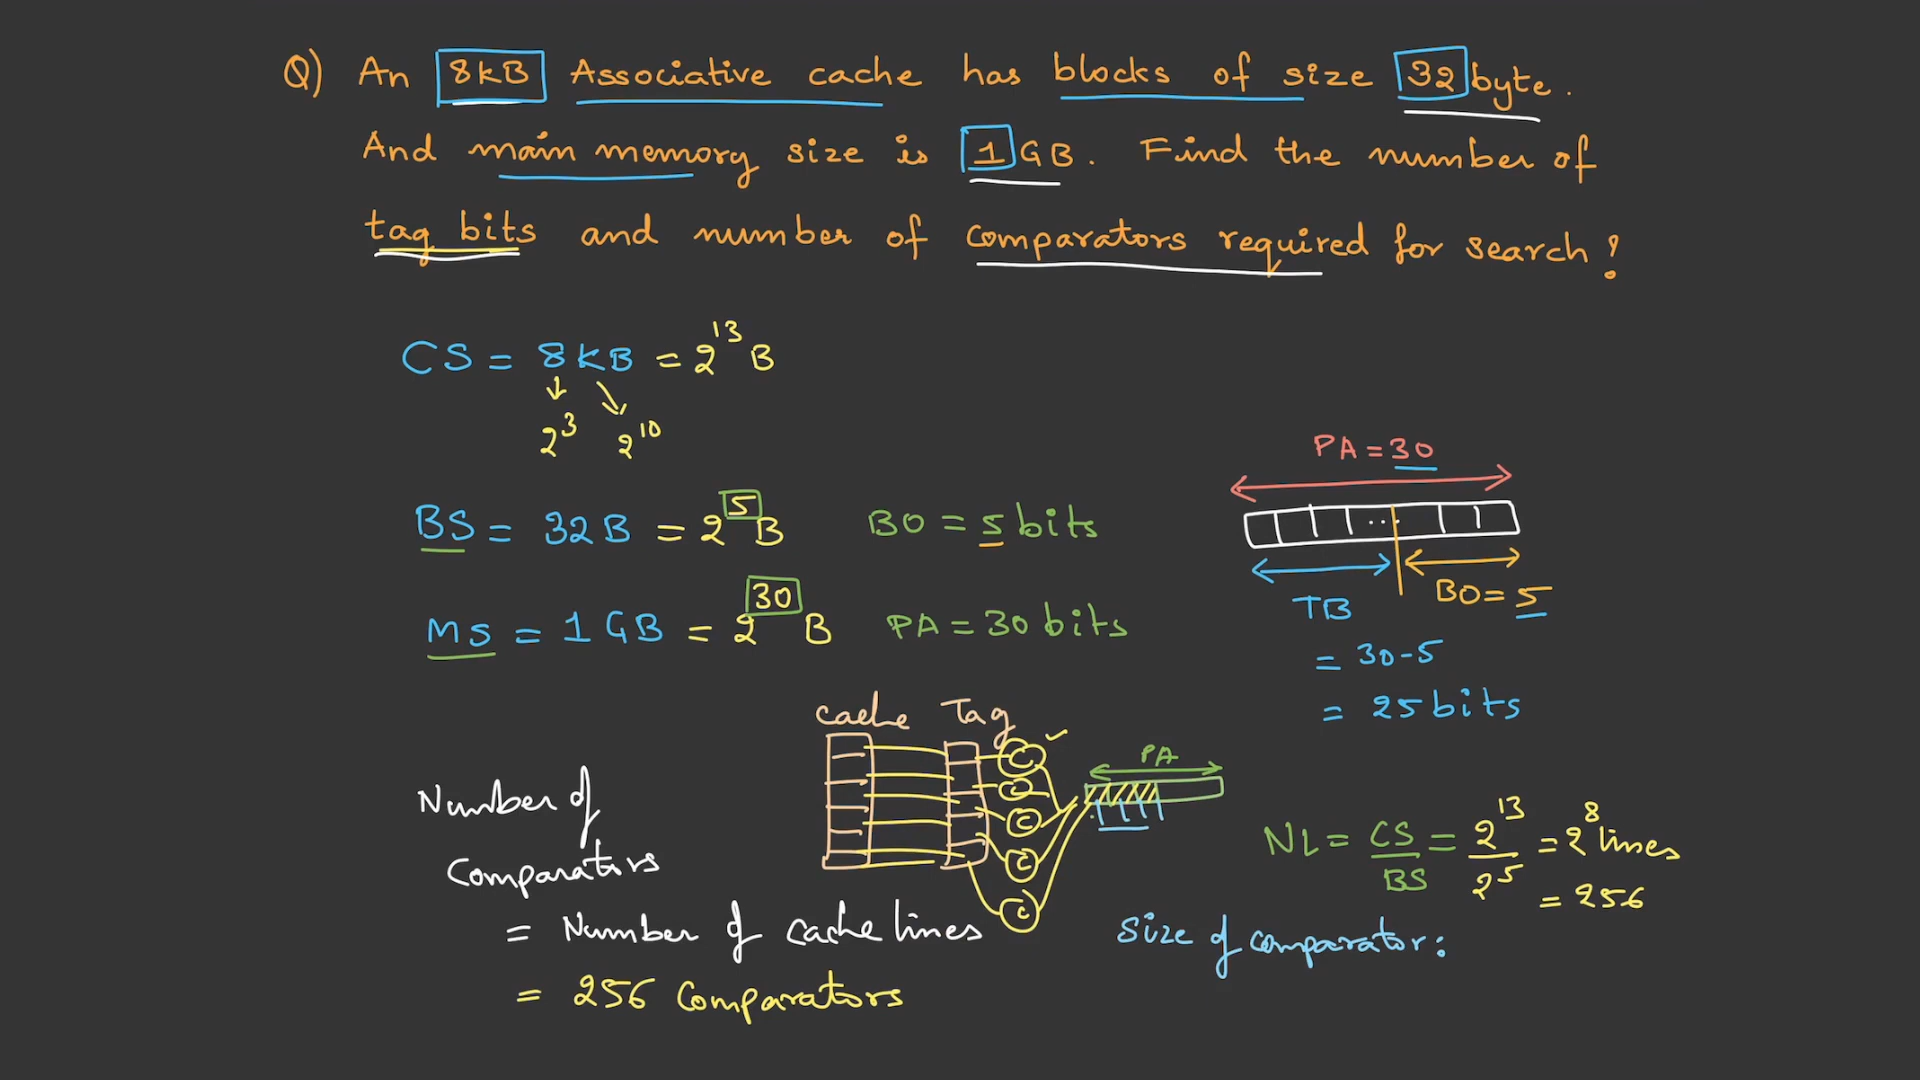 Q) An 8KB Associative cache has blocks of size 32 byte.
And main memory size is 1 GB. Find the number of
tag bits and number of comparators required for search?
CS = 8KB = 2^13 B
2^3 2^10
BS = 32B = 2^5 B BO = 5 bits
MS = 1 GB = 2^30 B PA = 30 bits
PA = 30
...
TB BO = 5
= 30-5
= 25 bits
Cache Tag
C
C
C
C
C
PA
Number of
Comparators
= Number of cache lines
= 256 Comparators
NL = CS/BS = 2^13/2^5 = 2^8 lines
= 256
Size of comparator: